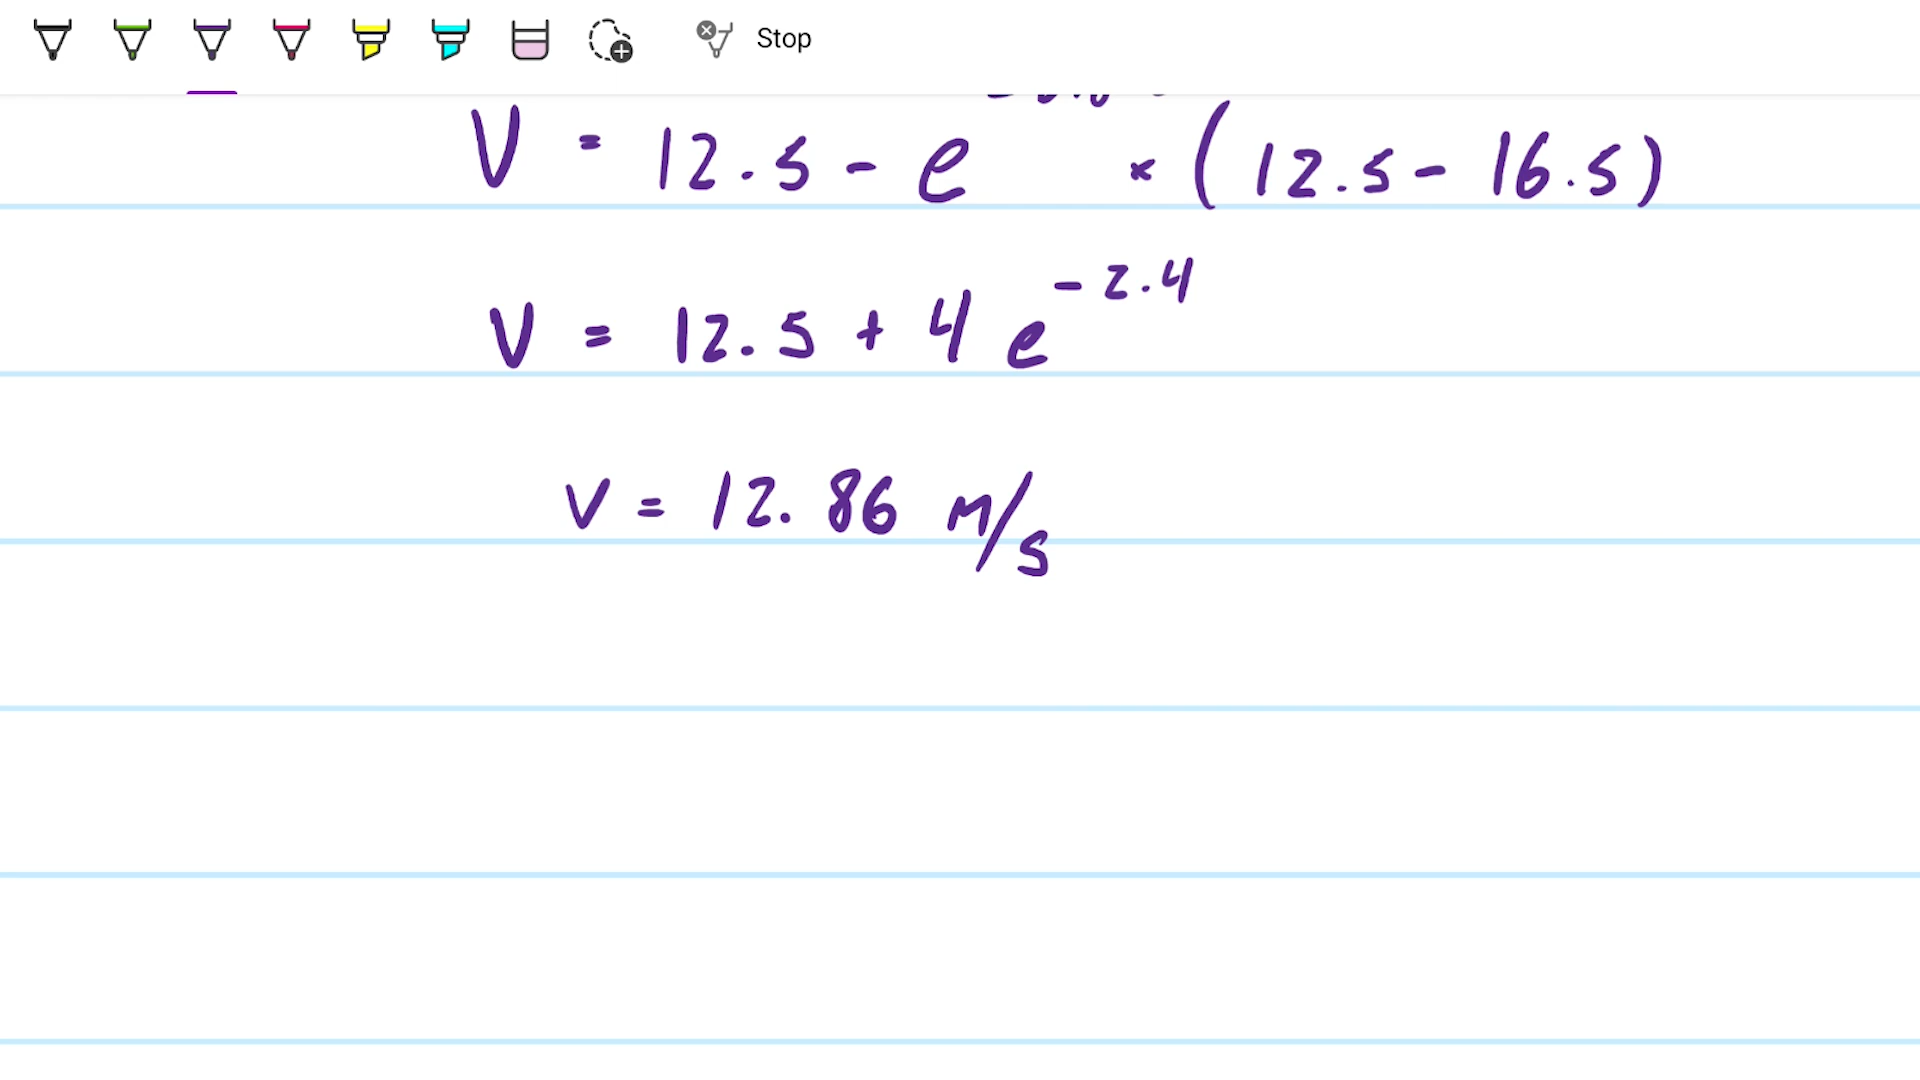 Stop
V = 12.5 - e × (12.5 - 16.5)
V = 12.5 + 4 e^-2.4
V = 12.86 m/s